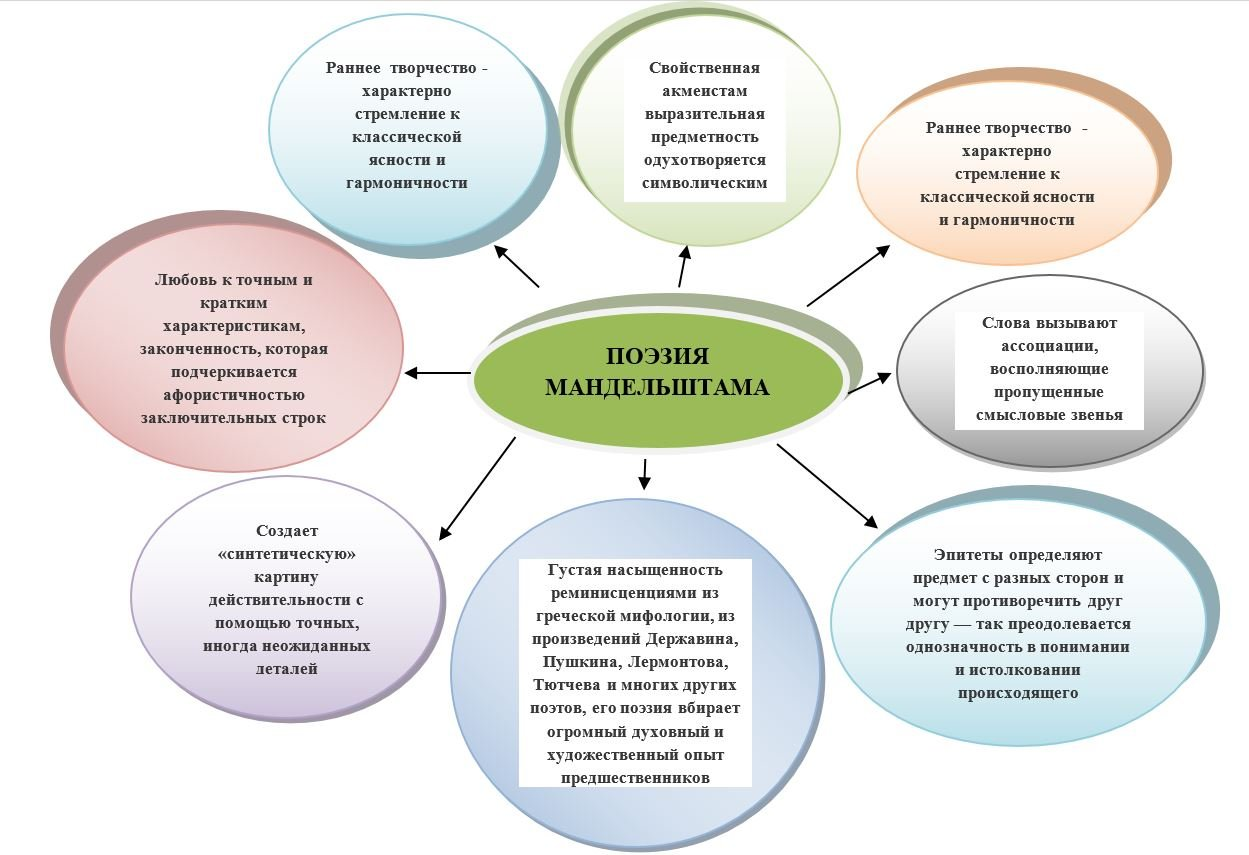 Раннее творчество -
характерно
стремление к
классической
ясности и
гармоничности
Свойственная
акмеистам
выразительная
предметность
одухотворяется
символическим
Раннее творчество -
характерно
стремление к
классической ясности
и гармоничности
Любовь к точным и
кратким
характеристикам,
законченность, которая
подчеркивается
афористичностью
заключительных строк
ПОЭЗИЯ
МАНДЕЛЬШТАМА
Слова вызывают
ассоциации,
восполняющие
пропущенные
смысловые звенья
Создает
«синтетическую»
картину
действительности с
помощью точных,
иногда неожиданных
деталей
Густая насыщенность
реминисценциями из
греческой мифологии, из
произведений Державина,
Пушкина, Лермонтова,
Тютчева и многих других
поэтов, его поэзия вбирает
огромный духовный и
художественный опыт
предшественников
Эпитеты определяют
предмет с разных сторон и
могут противоречить друг
другу — так преодолевается
однозначность в понимании
и истолковании
происходящего